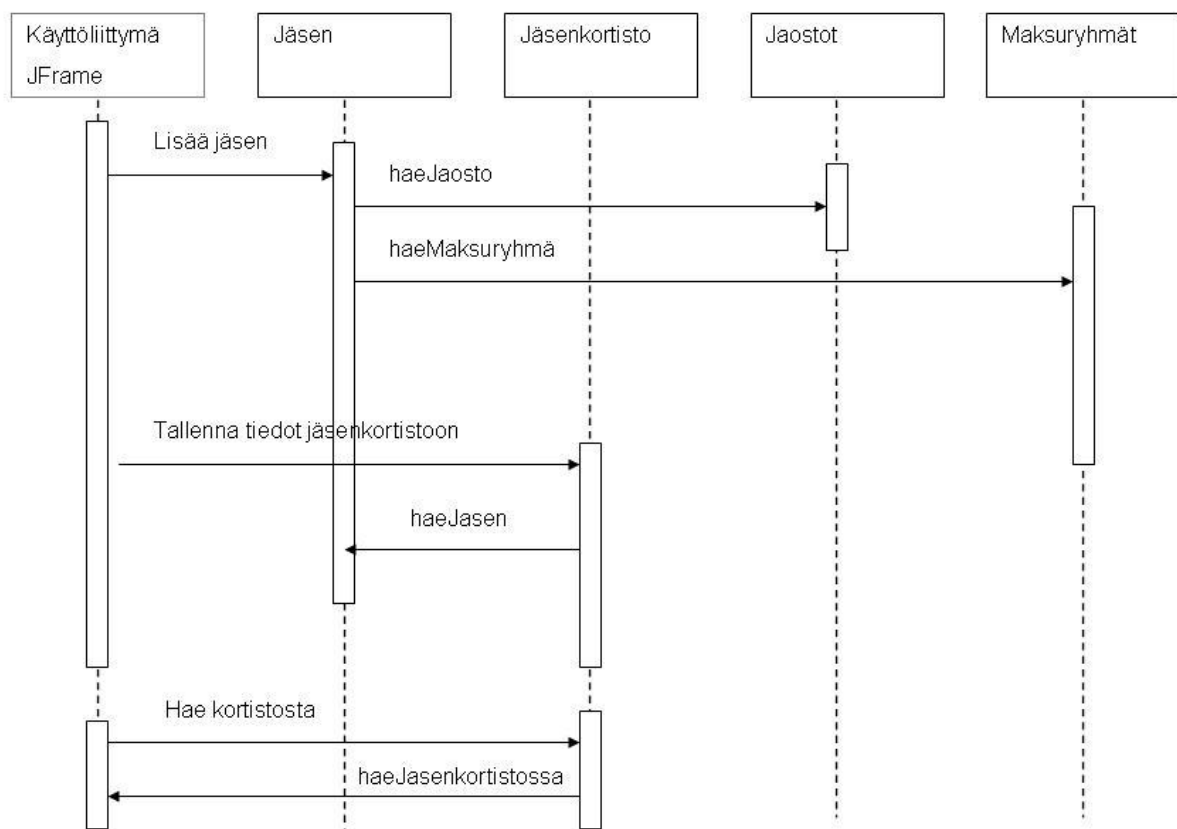 Käyttöliittymä
JFrame
Jäsen
Jäsenkortisto
Jaostot
Maksuryhmät
Lisää jäsen
haeJaosto
haeMaksuryhmä
Tallenna tiedot jäsenkortistoon
haeJasen
Hae kortistosta
haeJasenkortistossa